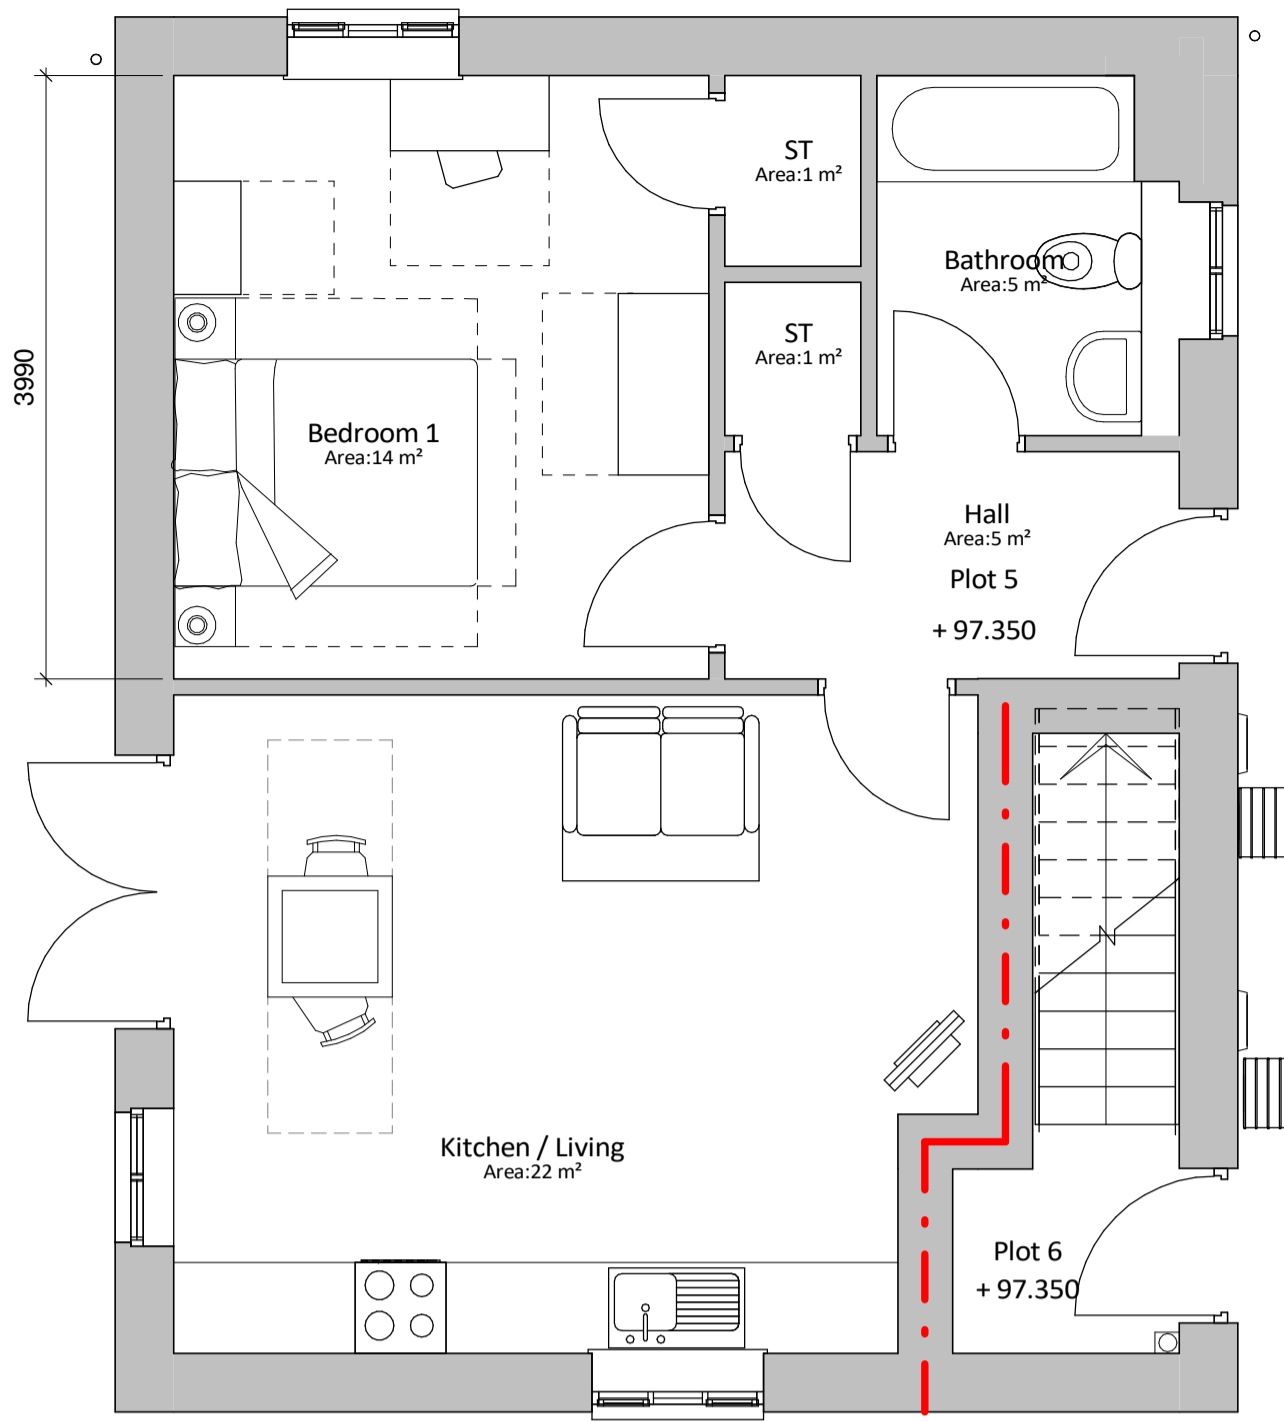 ST
Area:1 m²
Bathroom
Area:5 m²
ST
Area:1 m²
3990
Bedroom 1
Area:14 m²
Hall
Area:5 m²
Plot 5
+ 97.350
Kitchen / Living
Area:22 m²
Plot 6
+ 97.350